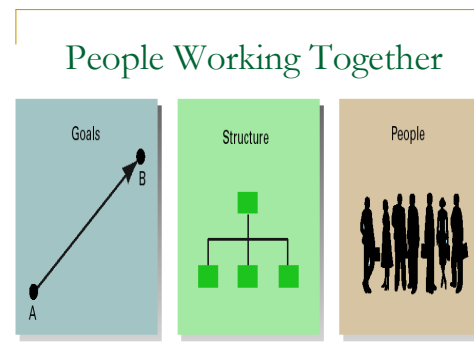 People Working Together
Goals
Structure
People
B
A